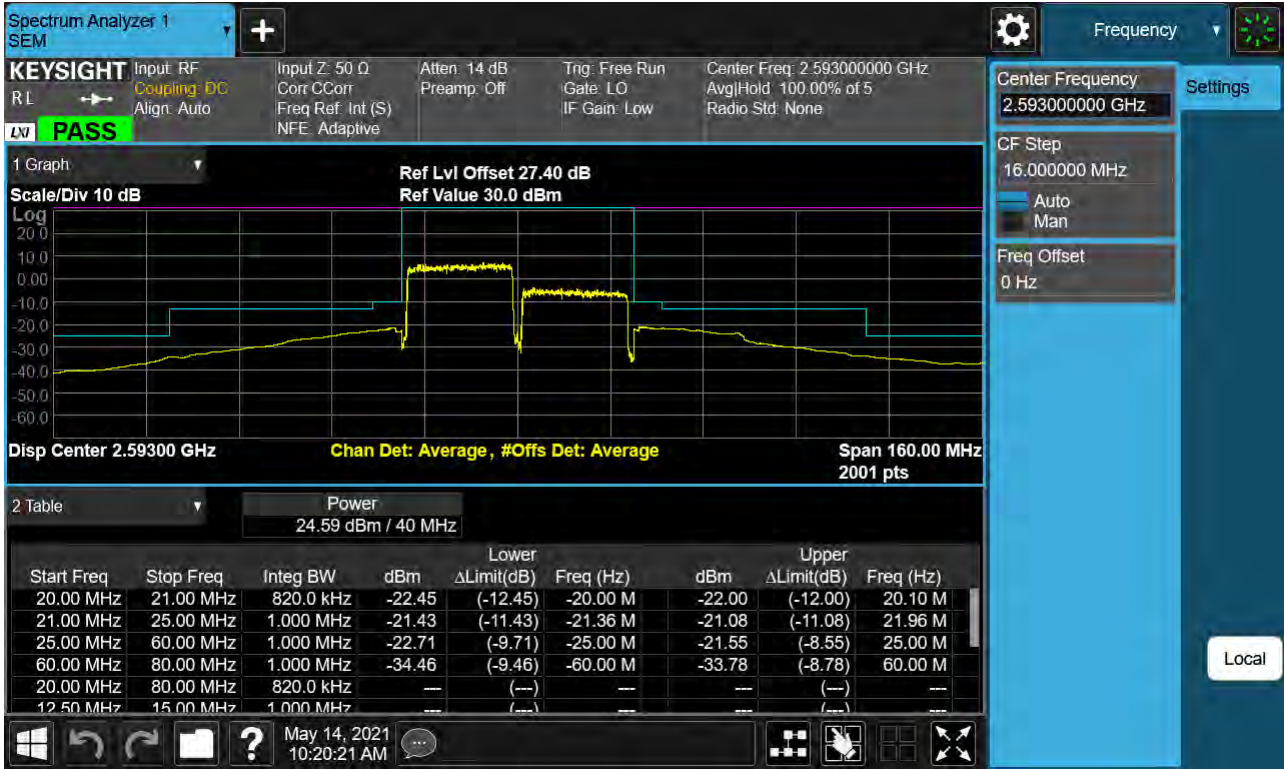 Spectrum Analyzer 1
SEM
Frequency
KEYSIGHT
R L
LXI
PASS
Input: RF
Coupling: DC
Align: Auto
Input Z: 50 Ω
Corr CCorr
Freq Ref: Int (S)
NFE: Adaptive
Atten: 14 dB
Preamp: Off
Trig: Free Run
Gate: LO
IF Gain: Low
Center Freq: 2.593000000 GHz
Avg|Hold: 100.00% of 5
Radio Std: None
Center Frequency
2.593000000 GHz
Settings
CF Step
16.000000 MHz
Auto
Man
Freq Offset
0 Hz
1 Graph
Ref Lvl Offset 27.40 dB
Scale/Div 10 dB
Ref Value 30.0 dBm
Log
20.0
10.0
0.00
-10.0
-20.0
-30.0
-40.0
-50.0
-60.0
Disp Center 2.59300 GHz
Chan Det: Average, #Offs Det: Average
Span 160.00 MHz
2001 pts
2 Table
Power
24.59 dBm / 40 MHz
Lower Upper
Start Freq Stop Freq Integ BW dBm ΔLimit(dB) Freq (Hz) dBm ΔLimit(dB) Freq (Hz)
20.00 MHz 21.00 MHz 820.0 kHz -22.45 (-12.45) -20.00 M -22.00 (-12.00) 20.10 M
21.00 MHz 25.00 MHz 1.000 MHz -21.43 (-11.43) -21.36 M -21.08 (-11.08) 21.96 M
25.00 MHz 60.00 MHz 1.000 MHz -22.71 (-9.71) -25.00 M -21.55 (-8.55) 25.00 M
60.00 MHz 80.00 MHz 1.000 MHz -34.46 (-9.46) -60.00 M -33.78 (-8.78) 60.00 M
20.00 MHz 80.00 MHz 820.0 kHz --- (---) --- --- (---) ---
12.50 MHz 15.00 MHz 1.000 MHz --- (---) --- --- (---) ---
Local
?
May 14, 2021
10:20:21 AM